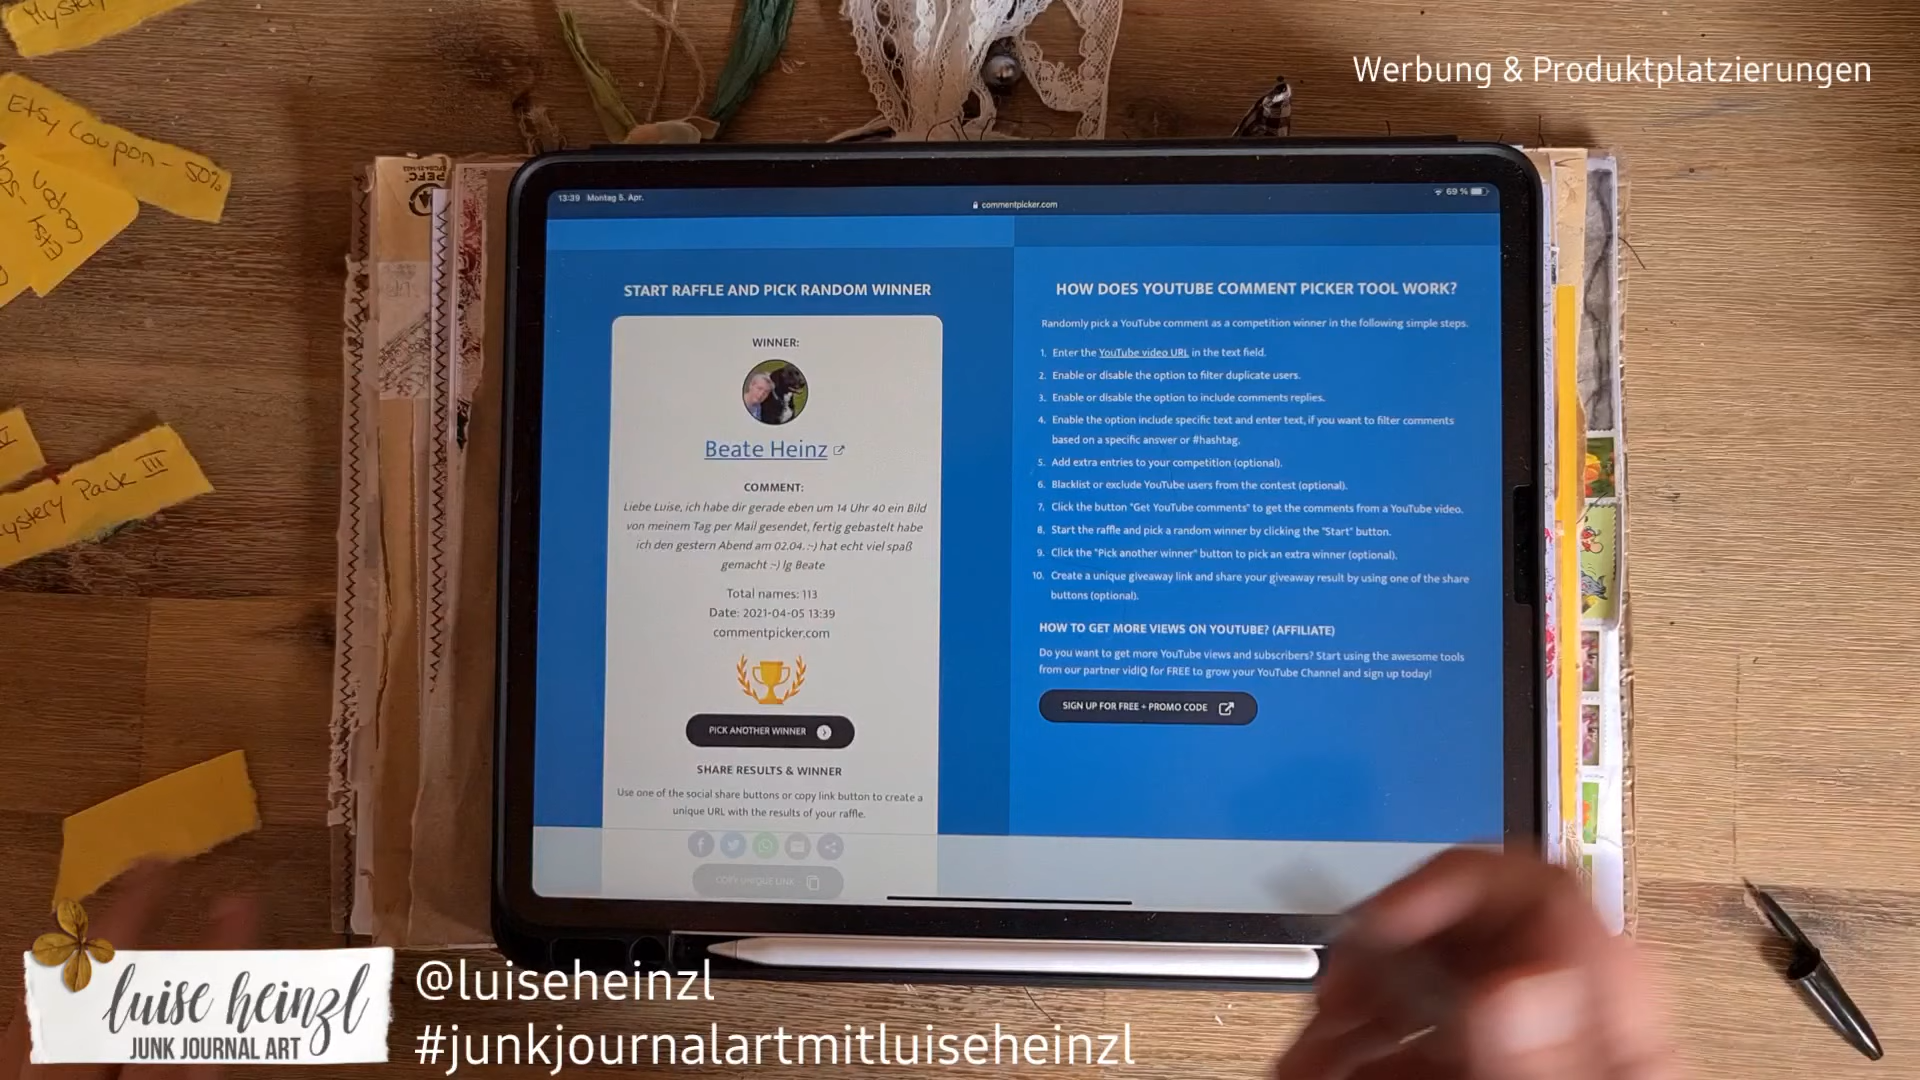 Mystery
Werbung & Produktplatzierungen
Etsy Coupon - 50%
Etsy
PEFC
13:39 Montag 5. Apr.
commentpicker.com
69 %
START RAFFLE AND PICK RANDOM WINNER
WINNER:
Beate Heinz
COMMENT:
Liebe Luise, ich habe dir gerade eben um 14 Uhr 40 ein Bild
von meinem Tag per Mail gesendet, fertig gebastelt habe
ich den gestern Abend am 02.04. :-) hat echt viel spaß
gemacht :-) lg Beate
Total names: 113
Date: 2021-04-05 13:39
commentpicker.com
PICK ANOTHER WINNER
SHARE RESULTS & WINNER
Use one of the social share buttons or copy link button to create a
unique URL with the results of your raffle.
COPY UNIQUE LINK
HOW DOES YOUTUBE COMMENT PICKER TOOL WORK?
Randomly pick a YouTube comment as a competition winner in the following simple steps.
1. Enter the YouTube video URL in the text field.
2. Enable or disable the option to filter duplicate users.
3. Enable or disable the option to include comments replies.
4. Enable the option include specific text and enter text, if you want to filter comments
based on a specific answer or #hashtag.
5. Add extra entries to your competition (optional).
6. Blacklist or exclude YouTube users from the contest (optional).
7. Click the button "Get YouTube comments" to get the comments from a YouTube video.
8. Start the raffle and pick a random winner by clicking the "Start" button.
9. Click the "Pick another winner" button to pick an extra winner (optional).
10. Create a unique giveaway link and share your giveaway result by using one of the share
buttons (optional).
HOW TO GET MORE VIEWS ON YOUTUBE? (AFFILIATE)
Do you want to get more YouTube views and subscribers? Start using the awesome tools
from our partner vidIQ for FREE to grow your YouTube Channel and sign up today!
SIGN UP FOR FREE + PROMO CODE
Mystery Pack III
luise heinzl
JUNK JOURNAL ART
@luiseheinzl
#junkjournalartmitluiseheinzl